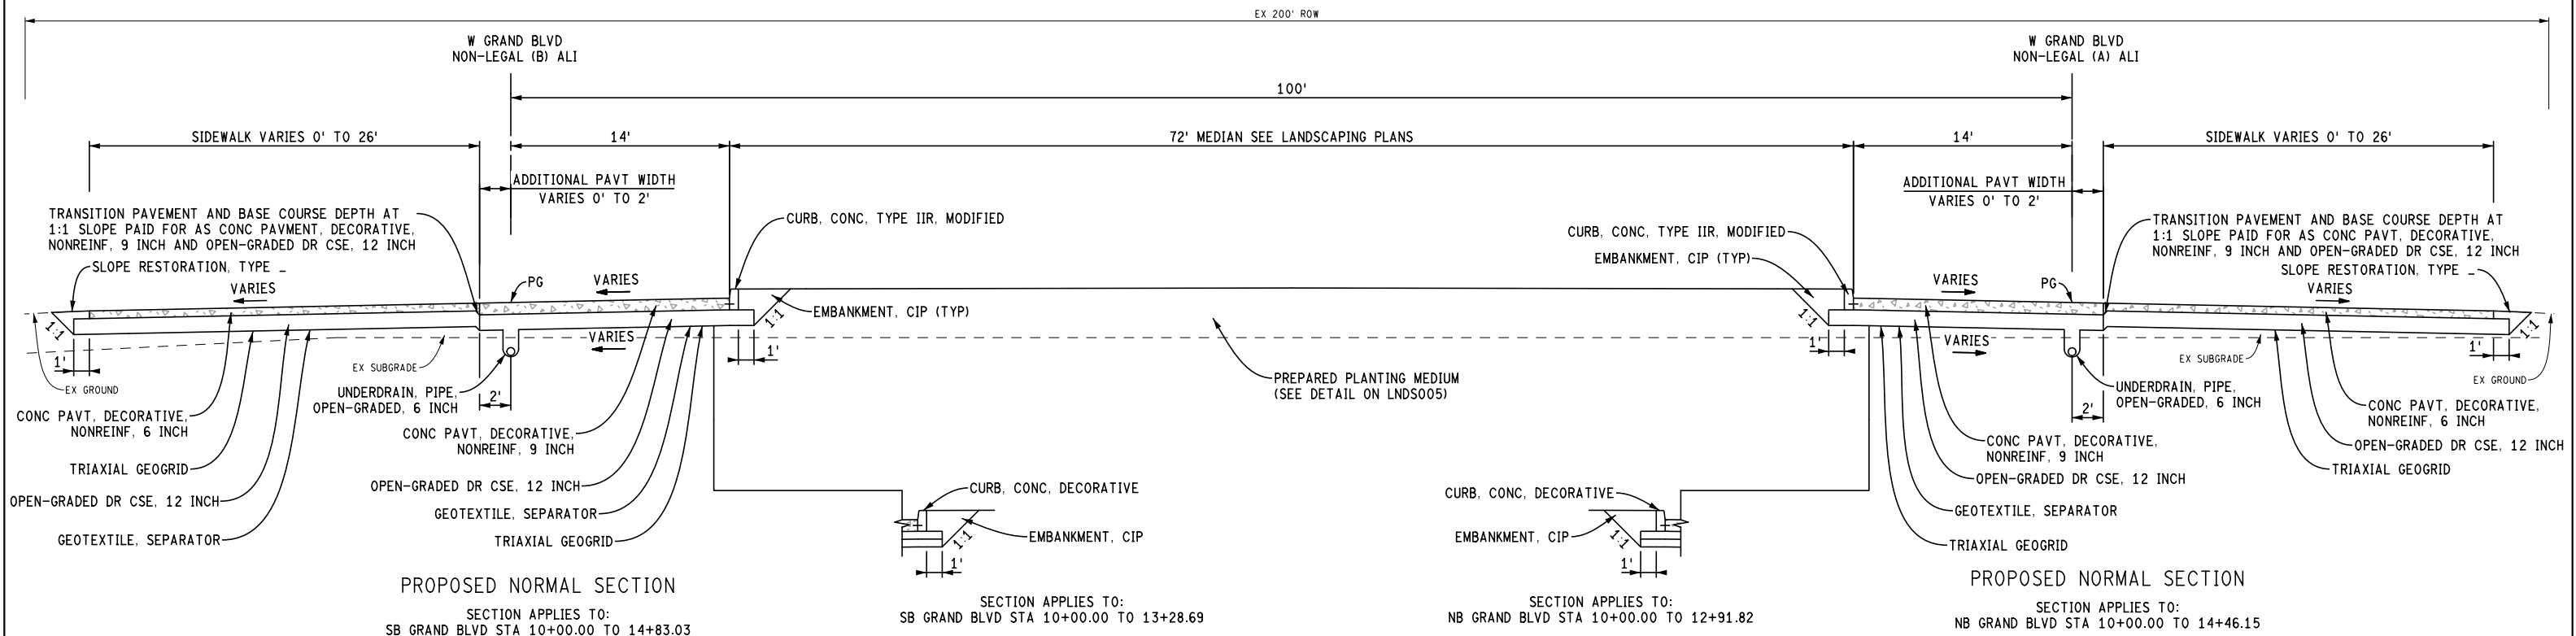 EX 200' ROW
W GRAND BLVD
NON-LEGAL (B) ALI
W GRAND BLVD
NON-LEGAL (A) ALI
100'
SIDEWALK VARIES 0' TO 26'
14'
72' MEDIAN SEE LANDSCAPING PLANS
14'
SIDEWALK VARIES 0' TO 26'
ADDITIONAL PAVT WIDTH
VARIES 0' TO 2'
ADDITIONAL PAVT WIDTH
VARIES 0' TO 2'
TRANSITION PAVEMENT AND BASE COURSE DEPTH AT
1:1 SLOPE PAID FOR AS CONC PAVMENT, DECORATIVE,
NONREINF, 9 INCH AND OPEN-GRADED DR CSE, 12 INCH
SLOPE RESTORATION, TYPE _
VARIES
PG
VARIES
CURB, CONC, TYPE IIR, MODIFIED
EMBANKMENT, CIP (TYP)
1:1
1:1
VARIES
1'
1'
EX GROUND
EX SUBGRADE
UNDERDRAIN, PIPE,
OPEN-GRADED, 6 INCH
2'
CONC PAVT, DECORATIVE,
NONREINF, 6 INCH
CONC PAVT, DECORATIVE,
NONREINF, 9 INCH
TRIAXIAL GEOGRID
OPEN-GRADED DR CSE, 12 INCH
OPEN-GRADED DR CSE, 12 INCH
GEOTEXTILE, SEPARATOR
GEOTEXTILE, SEPARATOR
TRIAXIAL GEOGRID
PREPARED PLANTING MEDIUM
(SEE DETAIL ON LNDS005)
CURB, CONC, TYPE IIR, MODIFIED
EMBANKMENT, CIP (TYP)
TRANSITION PAVEMENT AND BASE COURSE DEPTH AT
1:1 SLOPE PAID FOR AS CONC PAVT, DECORATIVE,
NONREINF, 9 INCH AND OPEN-GRADED DR CSE, 12 INCH
SLOPE RESTORATION, TYPE _
VARIES
PG
VARIES
1:1
1:1
VARIES
1'
1'
EX SUBGRADE
EX GROUND
UNDERDRAIN, PIPE,
OPEN-GRADED, 6 INCH
2'
CONC PAVT, DECORATIVE,
NONREINF, 6 INCH
CONC PAVT, DECORATIVE,
NONREINF, 9 INCH
OPEN-GRADED DR CSE, 12 INCH
TRIAXIAL GEOGRID
OPEN-GRADED DR CSE, 12 INCH
GEOTEXTILE, SEPARATOR
TRIAXIAL GEOGRID
CURB, CONC, DECORATIVE
EMBANKMENT, CIP
1:1
1'
CURB, CONC, DECORATIVE
EMBANKMENT, CIP
1:1
1'
PROPOSED NORMAL SECTION
SECTION APPLIES TO:
SB GRAND BLVD STA 10+00.00 TO 14+83.03
SECTION APPLIES TO:
SB GRAND BLVD STA 10+00.00 TO 13+28.69
SECTION APPLIES TO:
NB GRAND BLVD STA 10+00.00 TO 12+91.82
PROPOSED NORMAL SECTION
SECTION APPLIES TO:
NB GRAND BLVD STA 10+00.00 TO 14+46.15